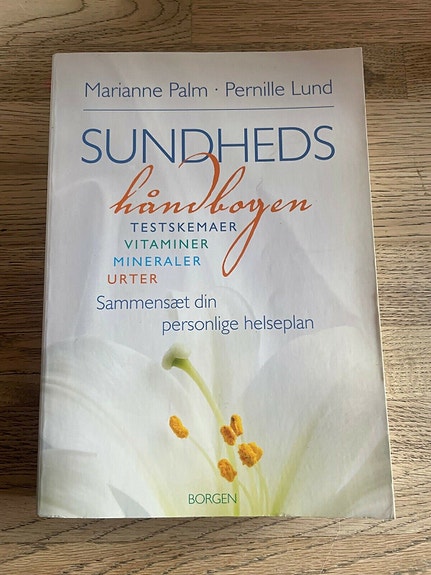 Marianne Palm · Pernille Lund
SUNDHEDS
håndbogen
TESTSKEMAER
VITAMINER
MINERALER
URTER
Sammensæt din
personlige helseplan
BORGEN